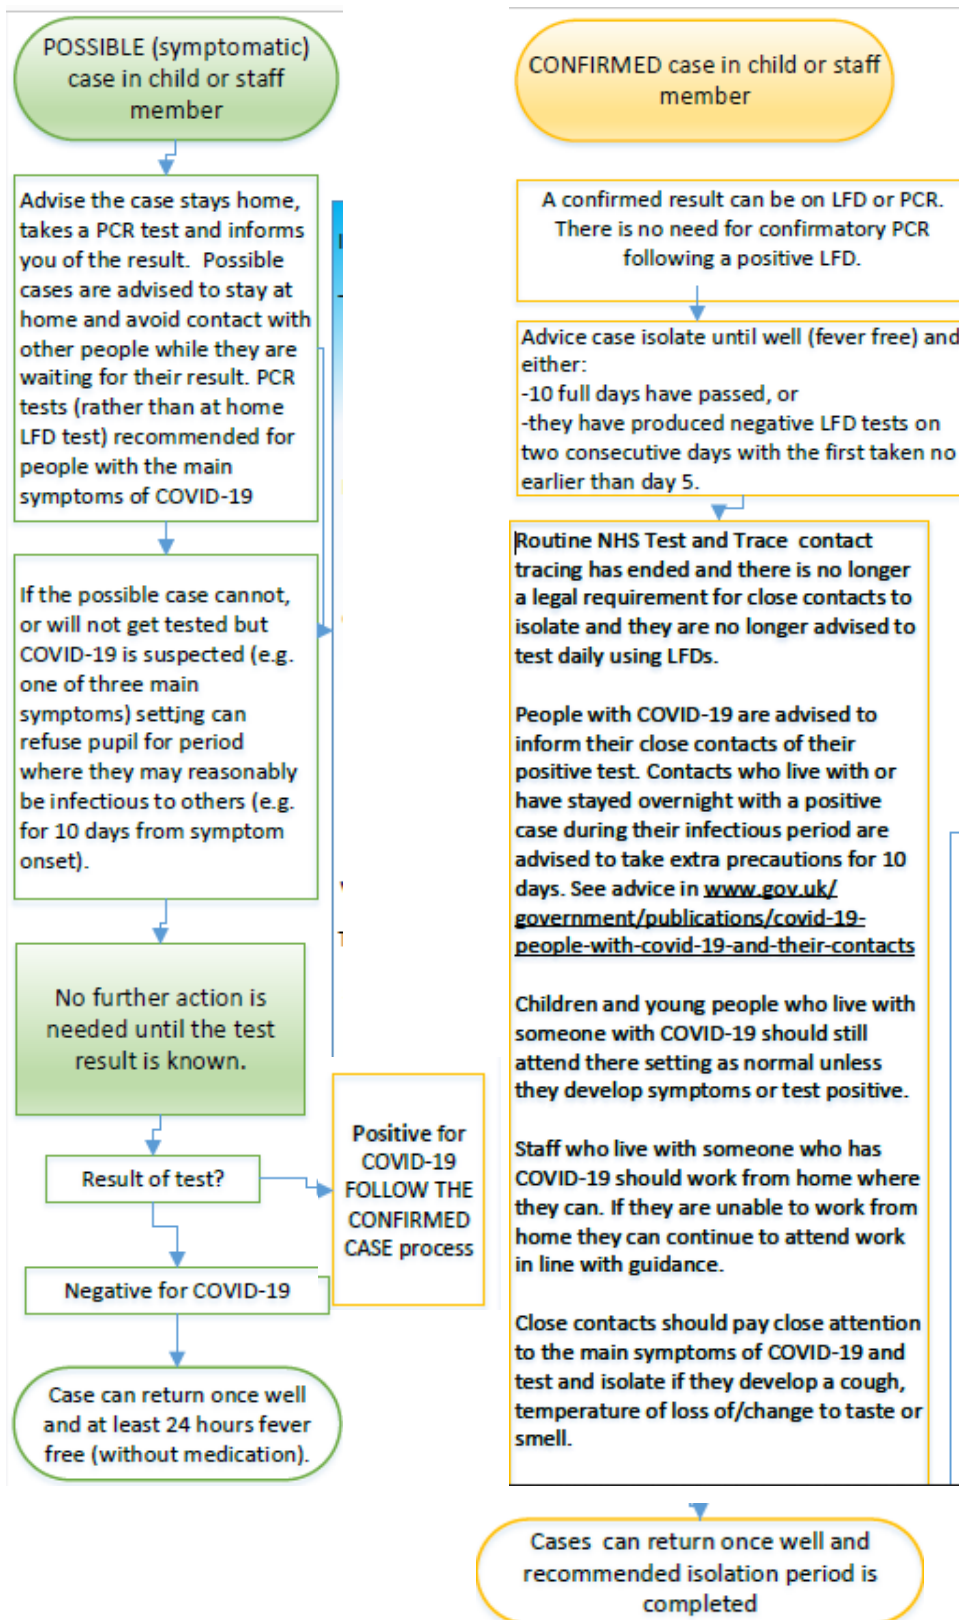 POSSIBLE (symptomatic)
case in child or staff
member
Advise the case stays home,
takes a PCR test and informs
you of the result.  Possible
cases are advised to stay at
home and avoid contact with
other people while they are
waiting for their result. PCR
tests (rather than at home
LFD test) recommended for
people with the main
symptoms of COVID-19
If the possible case cannot,
or will not get tested but
COVID-19 is suspected (e.g.
one of three main
symptoms) setting can
refuse pupil for period
where they may reasonably
be infectious to others (e.g.
for 10 days from symptom
onset).
No further action is
needed until the test
result is known.
Result of test?
Negative for COVID-19
Case can return once well
and at least 24 hours fever
free (without medication).
Positive for
COVID-19
FOLLOW THE
CONFIRMED
CASE process
CONFIRMED case in child or staff
member
A confirmed result can be on LFD or PCR.
There is no need for confirmatory PCR
following a positive LFD.
Advice case isolate until well (fever free) and
either:
-10 full days have passed, or
-they have produced negative LFD tests on
two consecutive days with the first taken no
earlier than day 5.
Routine NHS Test and Trace  contact
tracing has ended and there is no longer
a legal requirement for close contacts to
isolate and they are no longer advised to
test daily using LFDs.
People with COVID-19 are advised to
inform their close contacts of their
positive test. Contacts who live with or
have stayed overnight with a positive
case during their infectious period are
advised to take extra precautions for 10
days. See advice in www.gov.uk/
government/publications/covid-19-
people-with-covid-19-and-their-contacts
Children and young people who live with
someone with COVID-19 should still
attend there setting as normal unless
they develop symptoms or test positive.
Staff who live with someone who has
COVID-19 should work from home where
they can. If they are unable to work from
home they can continue to attend work
in line with guidance.
Close contacts should pay close attention
to the main symptoms of COVID-19 and
test and isolate if they develop a cough,
temperature of loss of/change to taste or
smell.
Cases  can return once well and
recommended isolation period is
completed